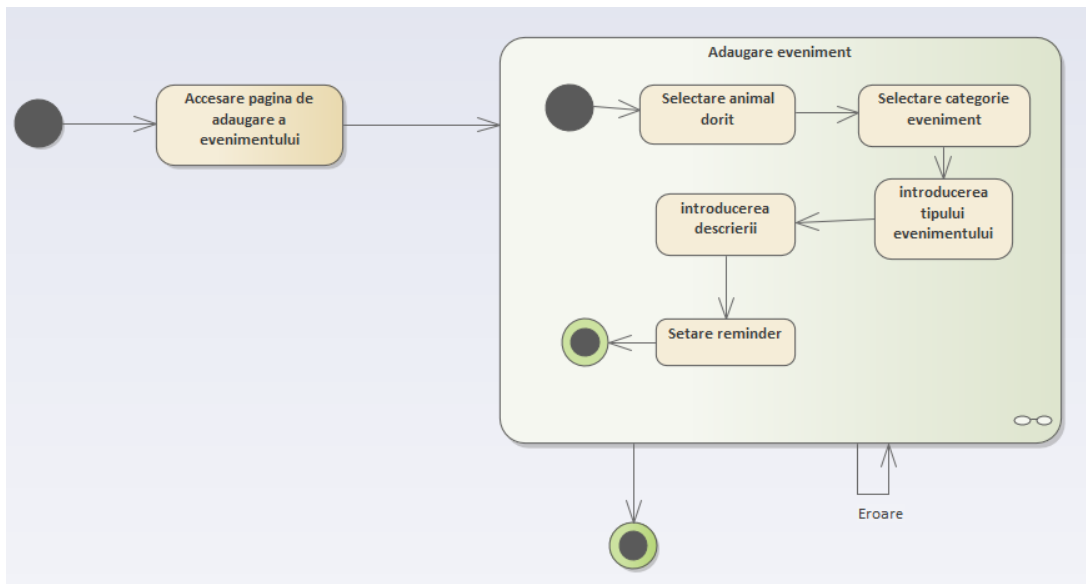 Adaugare eveniment
Accesare pagina de
adaugare a
evenimentului
Selectare animal
dorit
Selectare categorie
eveniment
introducerea
tipului
evenimentului
introducerea
descrierii
Setare reminder
Eroare